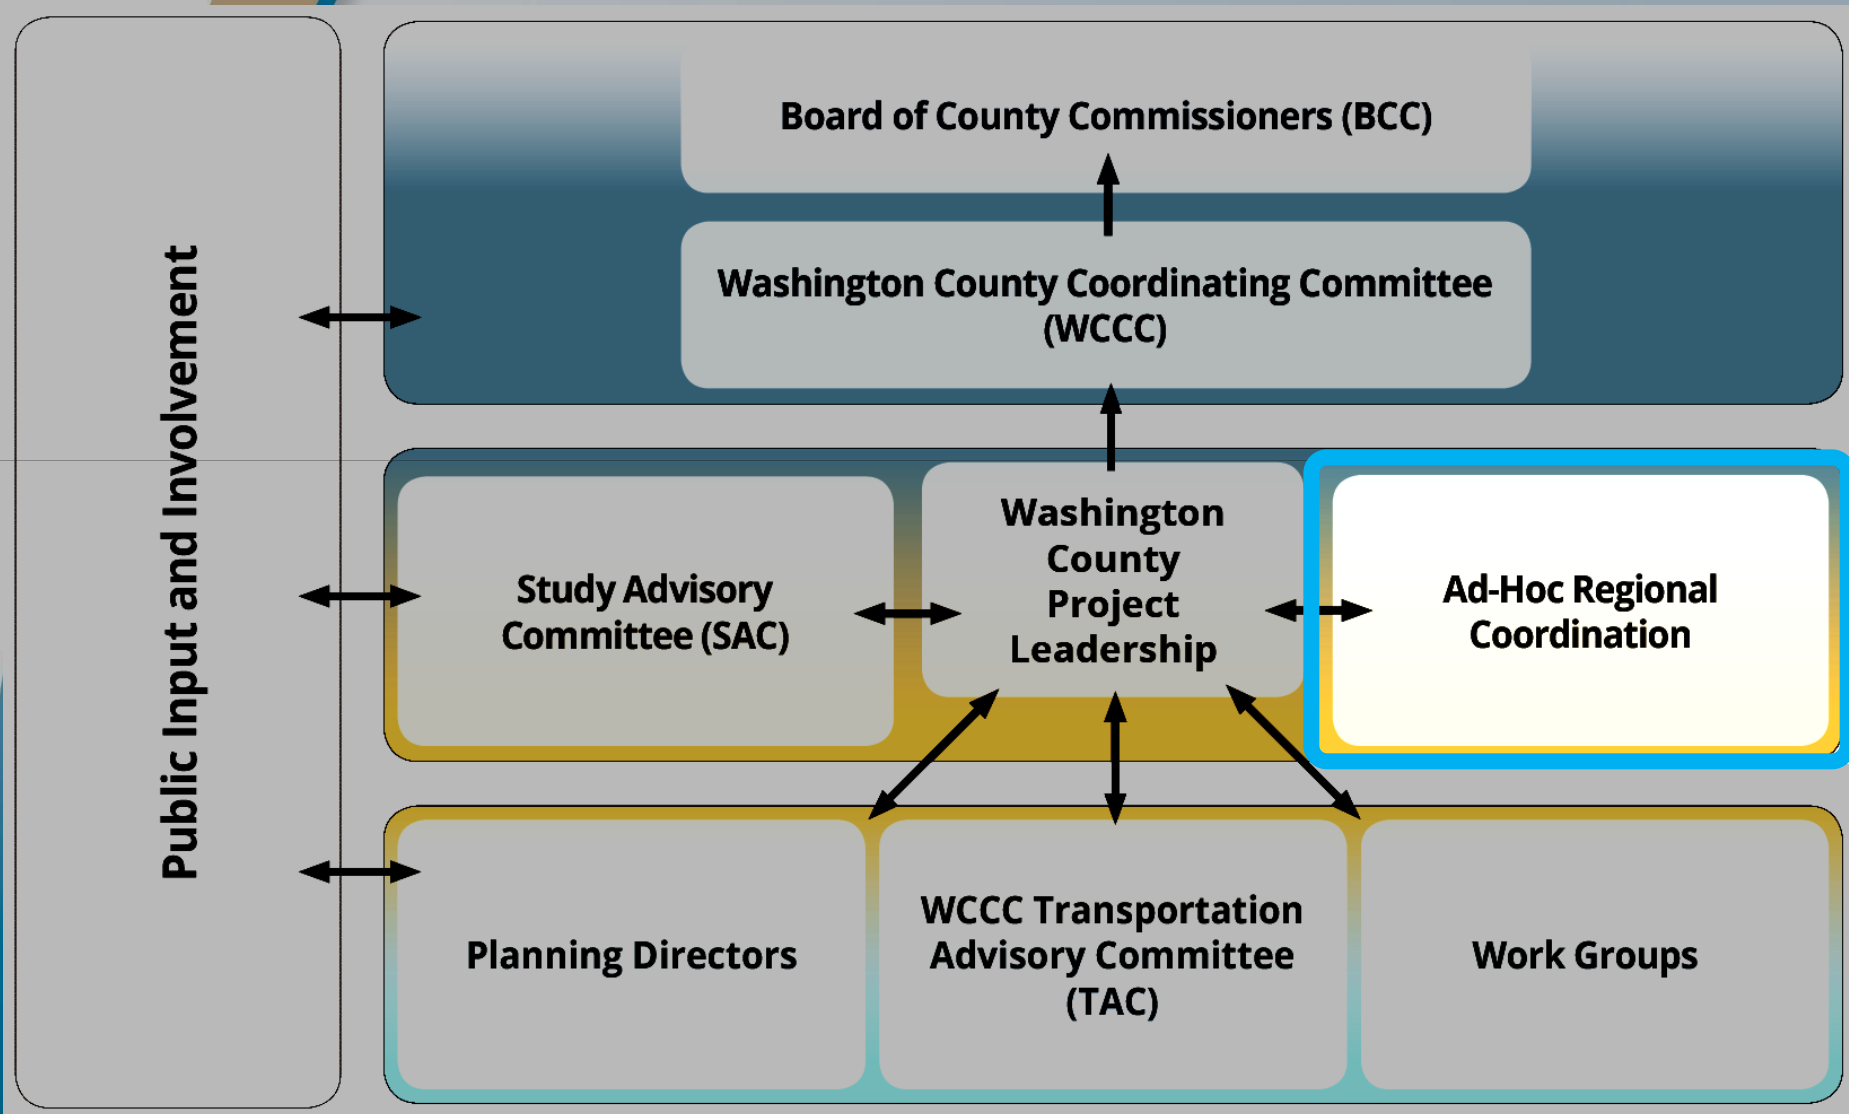 Public Input and Involvement
Board of County Commissioners (BCC)
Washington County Coordinating Committee
(WCCC)
Study Advisory
Committee (SAC)
Washington
County
Project
Leadership
Ad-Hoc Regional
Coordination
Planning Directors
WCCC Transportation
Advisory Committee
(TAC)
Work Groups